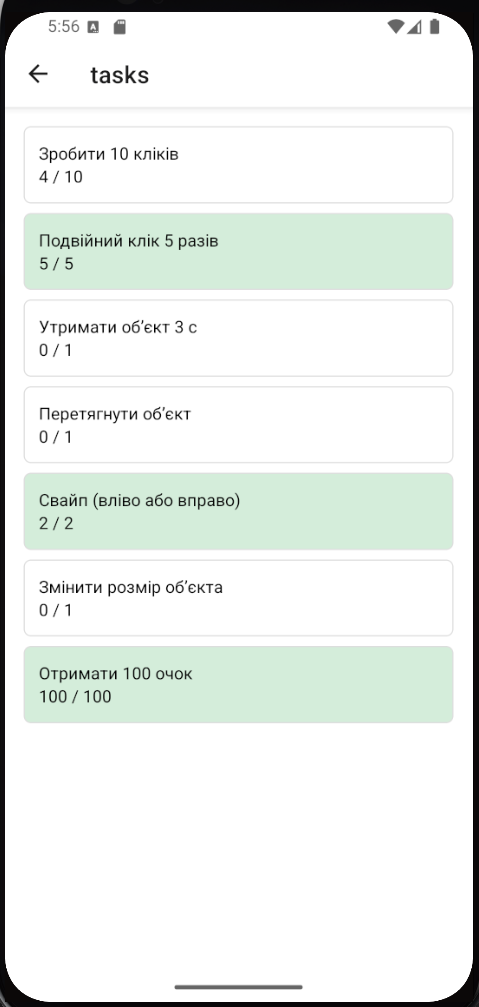 5:56
tasks
Зробити 10 кліків
4 / 10
Подвійний клік 5 разів
5 / 5
Утримати об’єкт 3 с
0 / 1
Перетягнути об’єкт
0 / 1
Свайп (вліво або вправо)
2 / 2
Змінити розмір об’єкта
0 / 1
Отримати 100 очок
100 / 100